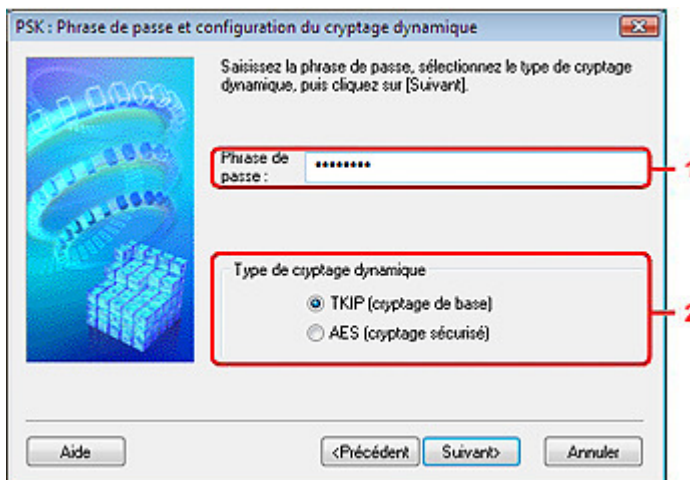 PSK : Phrase de passe et configuration du cryptage dynamique
Saisissez la phrase de passe, sélectionnez le type de cryptage
dynamique, puis cliquez sur [Suivant].
Phrase de
passe :
********
1
Type de cryptage dynamique
TKIP (cryptage de base)
AES (cryptage sécurisé)
2
Aide
<Précédent
Suivant>
Annuler